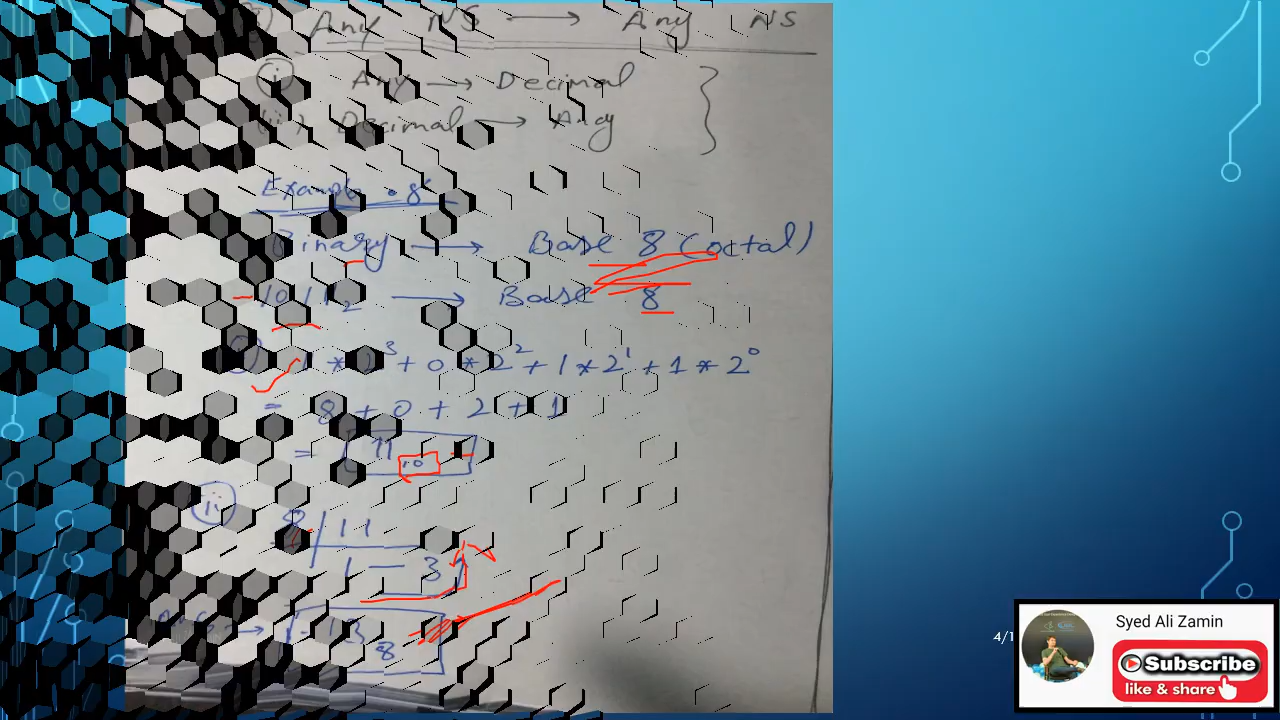 Any NS → Any NS
(i) Any → Decimal
(ii) Decimal → Any
Example . 8
Binary → Base 8 (octal)
1011₂ → Base 8
1 * 2³ + 0 * 2² + 1 * 2¹ + 1 * 2⁰
= 8 + 0 + 2 + 1
= 11₁₀
(ii)
8 | 11
1 — 3
→ 13₈
4/1
Syed Ali Zamin
Subscribe
like & share